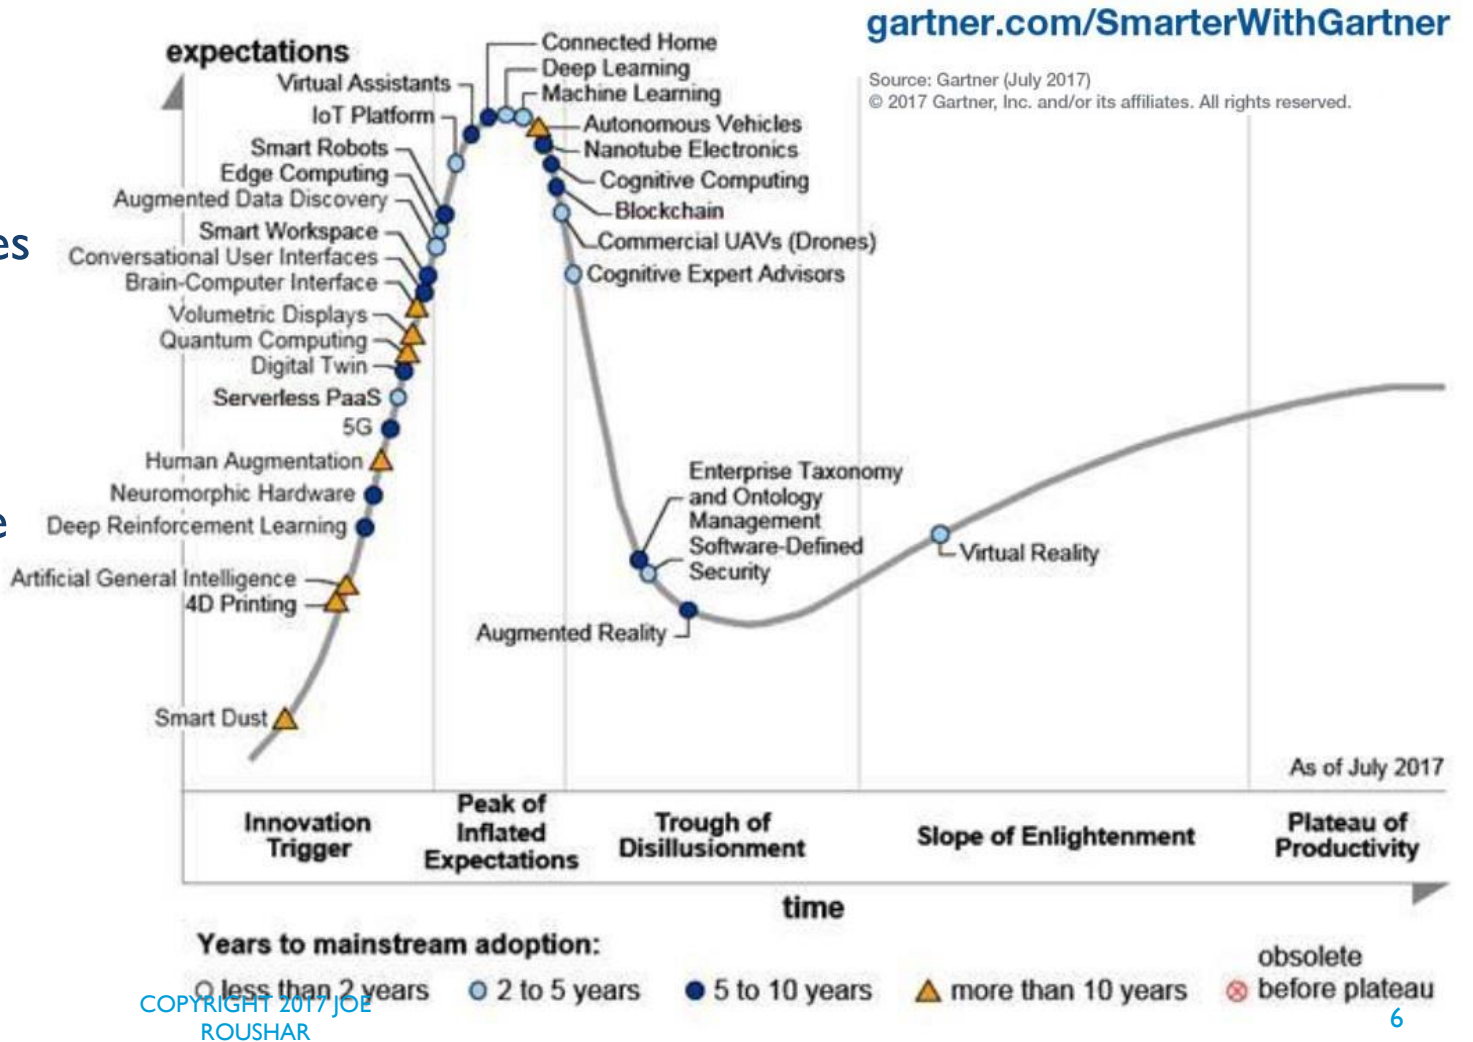 gartner.com/SmarterWithGartner
expectations
Source: Gartner (July 2017)
© 2017 Gartner, Inc. and/or its affiliates. All rights reserved.
Connected Home
Deep Learning
Machine Learning
Virtual Assistants
IoT Platform
Autonomous Vehicles
Nanotube Electronics
Smart Robots
Edge Computing
Cognitive Computing
Augmented Data Discovery
Blockchain
Smart Workspace
Commercial UAVs (Drones)
es
Conversational User Interfaces
Cognitive Expert Advisors
Brain-Computer Interface
Volumetric Displays
Quantum Computing
Digital Twin
Serverless PaaS
5G
Human Augmentation
Enterprise Taxonomy
and Ontology
Management
Neuromorphic Hardware
e
Deep Reinforcement Learning
Software-Defined
Security
Virtual Reality
Artificial General Intelligence
4D Printing
Augmented Reality
Smart Dust
As of July 2017
Innovation
Trigger
Peak of
Inflated
Expectations
Trough of
Disillusionment
Slope of Enlightenment
Plateau of
Productivity
time
Years to mainstream adoption:
less than 2 years
2 to 5 years
5 to 10 years
more than 10 years
obsolete
before plateau
COPYRIGHT 2017 JOE
ROUSHAR
6